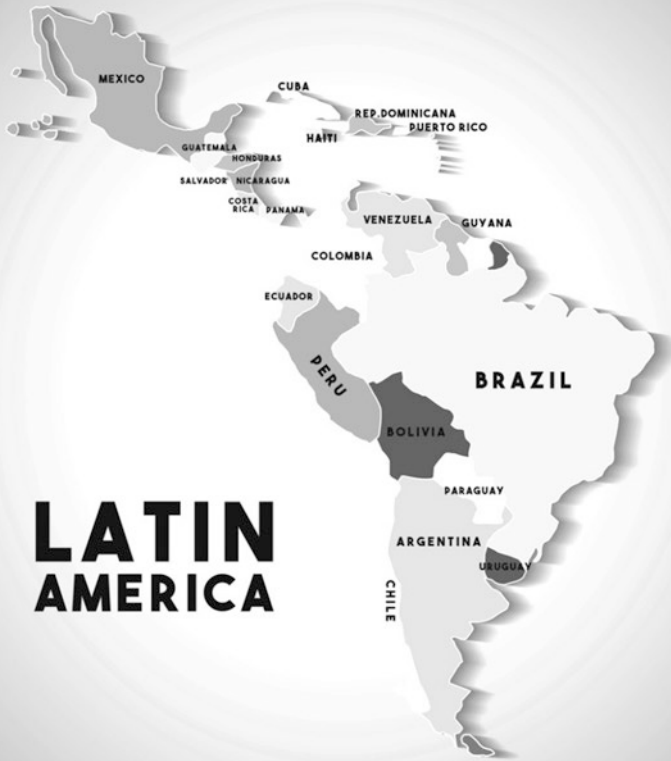 MEXICO
CUBA
REP.DOMINICANA
PUERTO RICO
HAITI
GUATEMALA
HONDURAS
SALVADOR
NICARAGUA
COSTA
RICA
PANAMA
VENEZUELA
GUYANA
COLOMBIA
ECUADOR
PERU
BRAZIL
BOLIVIA
PARAGUAY
ARGENTINA
URUGUAY
CHILE
LATIN
AMERICA